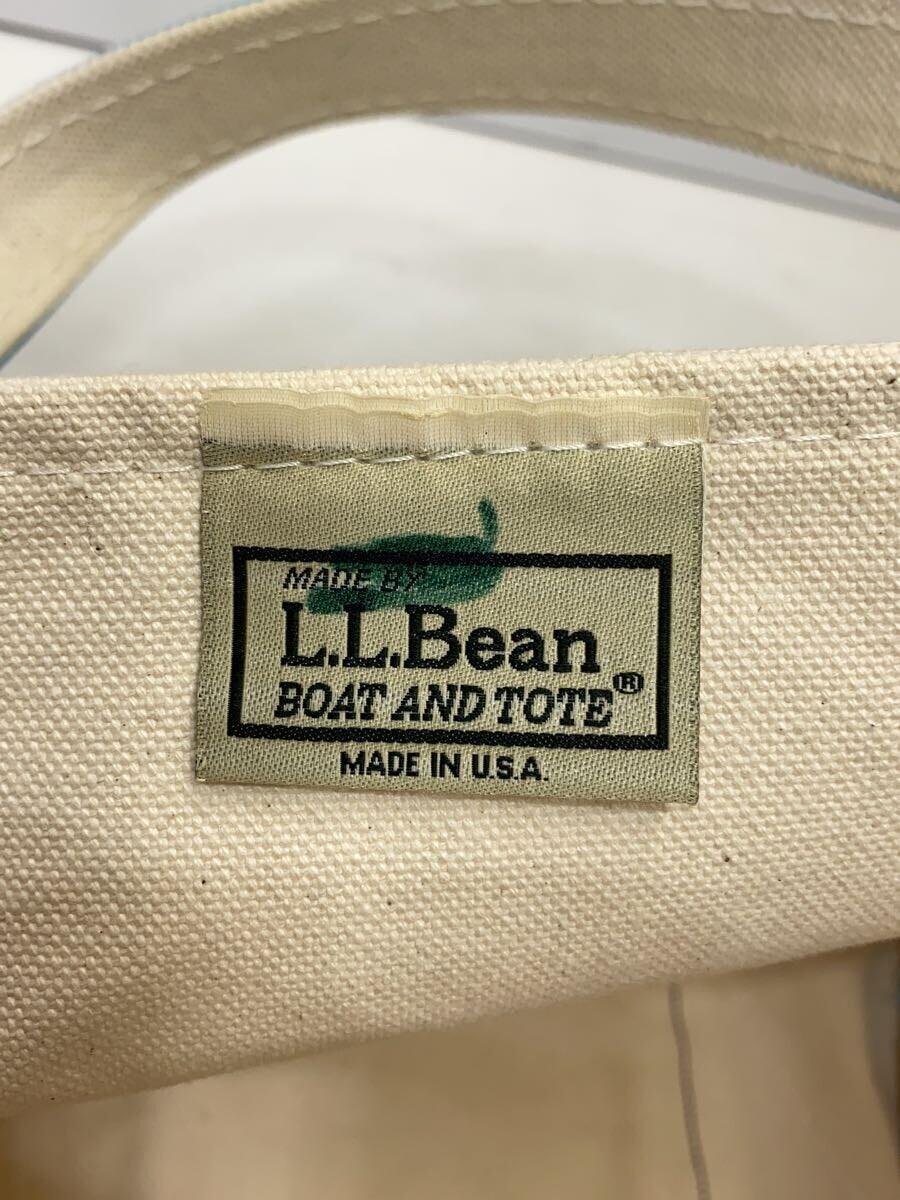 MADE BY
L.L.Bean
BOAT AND TOTE®
MADE IN U.S.A.